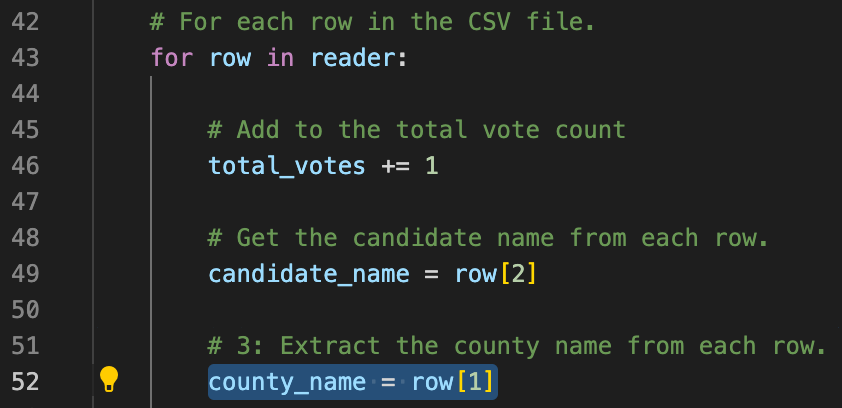 42 # For each row in the CSV file.
43 for row in reader:
44
45 # Add to the total vote count
46 total_votes += 1
47
48 # Get the candidate name from each row.
49 candidate_name = row[2]
50
51 # 3: Extract the county name from each row.
52 county_name = row[1]